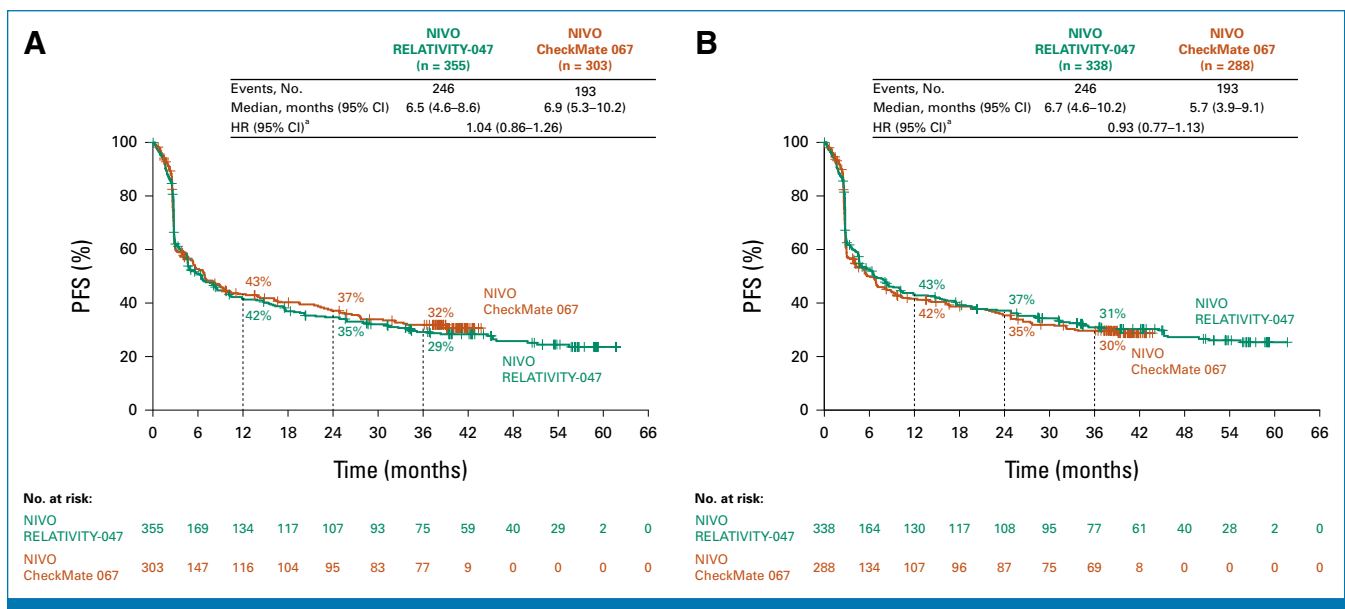 A
NIVO
RELATIVITY-047
(n = 355)
NIVO
CheckMate 067
(n = 303)
Events, No. 246 193
Median, months (95% CI) 6.5 (4.6–8.6) 6.9 (5.3–10.2)
HR (95% CI)a 1.04 (0.86–1.26)
PFS (%)
100
80
60
40
20
0
43%
42%
37%
35%
32%
29%
NIVO
CheckMate 067
NIVO
RELATIVITY-047
0 6 12 18 24 30 36 42 48 54 60 66
Time (months)
No. at risk:
NIVO
RELATIVITY-047 355 169 134 117 107 93 75 59 40 29 2 0
NIVO
CheckMate 067 303 147 116 104 95 83 77 9 0 0 0 0
B
NIVO
RELATIVITY-047
(n = 338)
NIVO
CheckMate 067
(n = 288)
Events, No. 246 193
Median, months (95% CI) 6.7 (4.6–10.2) 5.7 (3.9–9.1)
HR (95% CI)a 0.93 (0.77–1.13)
PFS (%)
100
80
60
40
20
0
43%
42%
37%
35%
31%
30%
NIVO
RELATIVITY-047
NIVO
CheckMate 067
0 6 12 18 24 30 36 42 48 54 60 66
Time (months)
No. at risk:
NIVO
RELATIVITY-047 338 164 130 117 108 95 77 61 40 28 2 0
NIVO
CheckMate 067 288 134 107 96 87 75 69 8 0 0 0 0